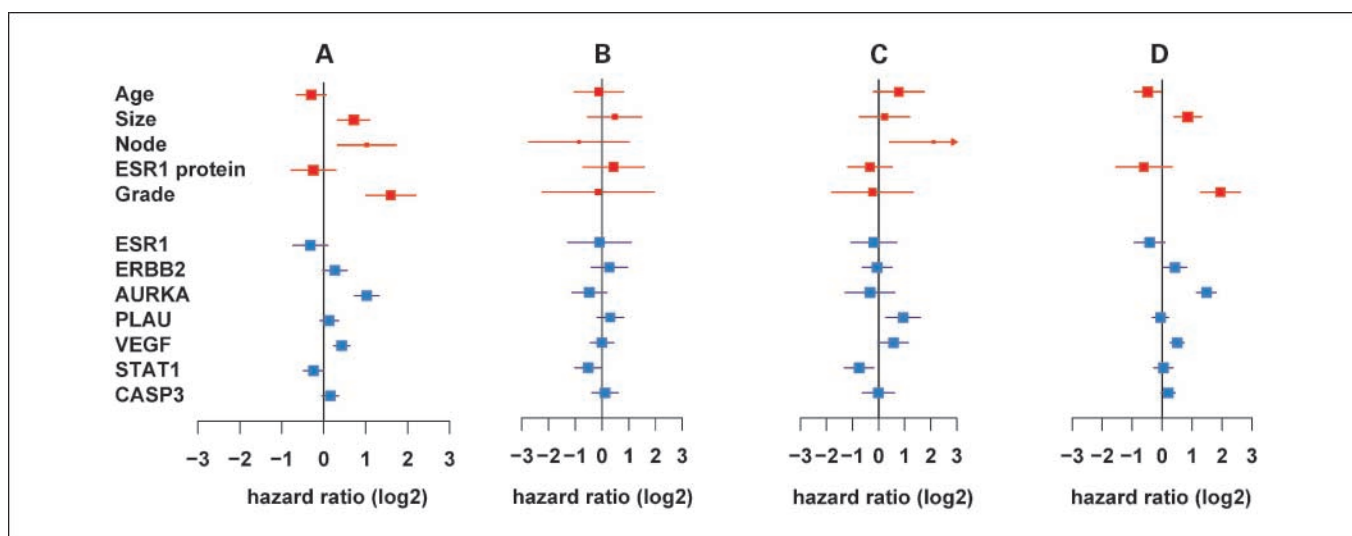 A B C D
Age
Size
Node
ESR1 protein
Grade
ESR1
ERBB2
AURKA
PLAU
VEGF
STAT1
CASP3
−3 −2 −1 0 1 2 3 −3 −2 −1 0 1 2 3 −3 −2 −1 0 1 2 3 −3 −2 −1 0 1 2 3
hazard ratio (log2) hazard ratio (log2) hazard ratio (log2) hazard ratio (log2)